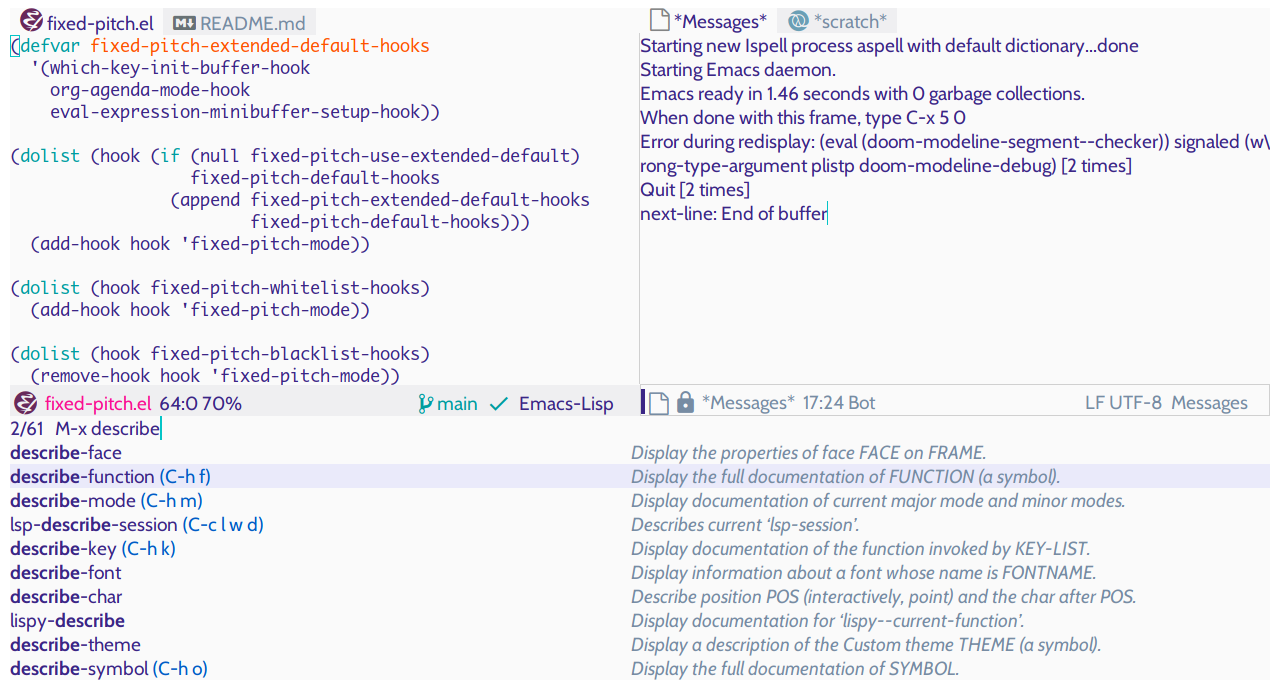 fixed-pitch.el README.md
(defvar fixed-pitch-extended-default-hooks
  '(which-key-init-buffer-hook
    org-agenda-mode-hook
    eval-expression-minibuffer-setup-hook))

(dolist (hook (if (null fixed-pitch-use-extended-default)
                  fixed-pitch-default-hooks
                (append fixed-pitch-extended-default-hooks
                        fixed-pitch-default-hooks)))
  (add-hook hook 'fixed-pitch-mode))

(dolist (hook fixed-pitch-whitelist-hooks)
  (add-hook hook 'fixed-pitch-mode))

(dolist (hook fixed-pitch-blacklist-hooks)
  (remove-hook hook 'fixed-pitch-mode))
fixed-pitch.el 64:0 70% main Emacs-Lisp
*Messages* *scratch*
Starting new Ispell process aspell with default dictionary...done
Starting Emacs daemon.
Emacs ready in 1.46 seconds with 0 garbage collections.
When done with this frame, type C-x 5 0
Error during redisplay: (eval (doom-modeline-segment--checker)) signaled (w\
rong-type-argument plistp doom-modeline-debug) [2 times]
Quit [2 times]
next-line: End of buffer
*Messages* 17:24 Bot LF UTF-8 Messages
2/61 M-x describe
describe-face Display the properties of face FACE on FRAME.
describe-function (C-h f) Display the full documentation of FUNCTION (a symbol).
describe-mode (C-h m) Display documentation of current major mode and minor modes.
lsp-describe-session (C-c l w d) Describes current ‘lsp-session’.
describe-key (C-h k) Display documentation of the function invoked by KEY-LIST.
describe-font Display information about a font whose name is FONTNAME.
describe-char Describe position POS (interactively, point) and the char after POS.
lispy-describe Display documentation for ‘lispy--current-function’.
describe-theme Display a description of the Custom theme THEME (a symbol).
describe-symbol (C-h o) Display the full documentation of SYMBOL.